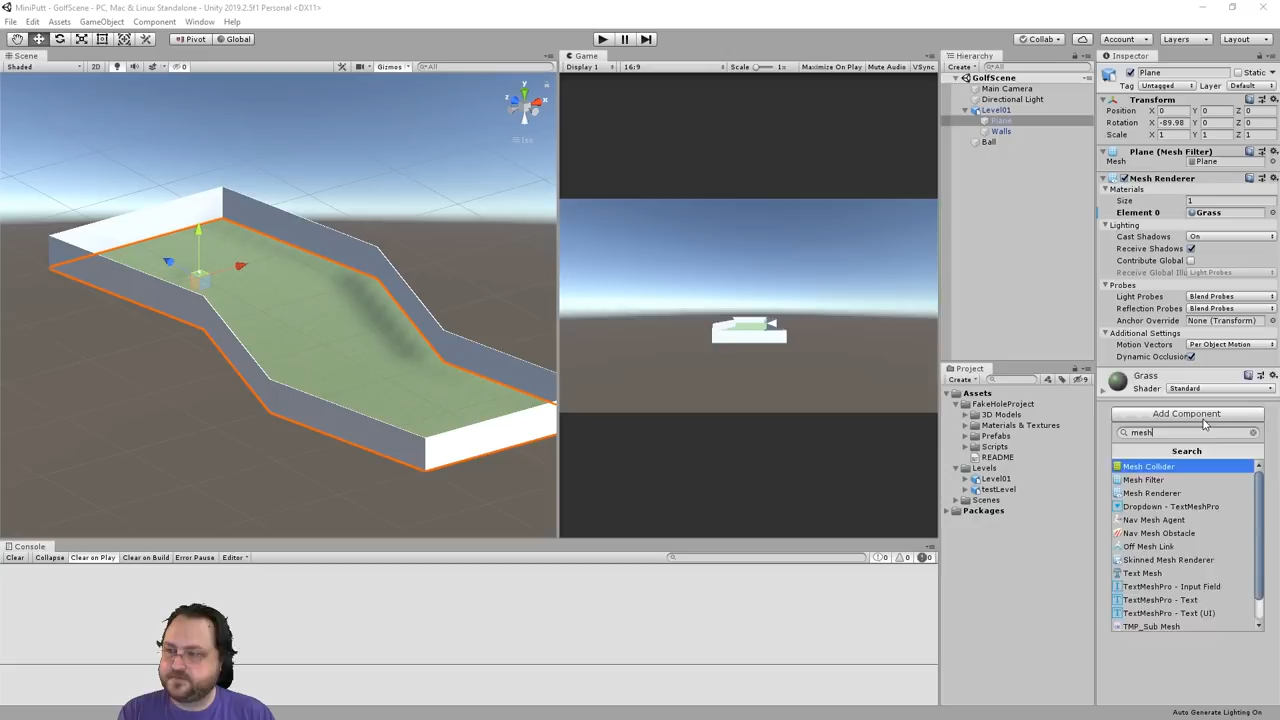 MiniPutt - GolfScene - PC, Mac & Linux Standalone - Unity 2019.2.5f1 Personal <DX11>
File Edit Assets GameObject Component Window Help
Pivot Global Collab Account Layers Layout
Scene
Shaded 2D 0 Gizmos All
Iso
Game
Display 1 16:9 Scale 1x Maximize On Play Mute Audio VSync
Hierarchy
Create All
GolfScene
Main Camera
Directional Light
Level01
Plane
Walls
Ball
Project
Create 9
Assets
FakeHoleProject
3D Models
Materials & Textures
Prefabs
Scripts
README
Levels
Level01
testLevel
Scenes
Packages
Inspector
Plane Static
Tag Untagged Layer Default
Transform
Position X 0 Y 0 Z 0
Rotation X -89.98 Y 0 Z 0
Scale X 1 Y 1 Z 1
Plane (Mesh Filter)
Mesh Plane
Mesh Renderer
Materials
Size 1
Element 0 Grass
Lighting
Cast Shadows On
Receive Shadows
Contribute Global
Receive Global Illu Light Probes
Probes
Light Probes Blend Probes
Reflection Probes Blend Probes
Anchor Override None (Transform)
Additional Settings
Motion Vectors Per Object Motion
Dynamic Occlusion
Grass
Shader Standard
Add Component
mesh
Search
Mesh Collider
Mesh Filter
Mesh Renderer
Dropdown - TextMeshPro
Nav Mesh Agent
Nav Mesh Obstacle
Off Mesh Link
Skinned Mesh Renderer
Text Mesh
TextMeshPro - Input Field
TextMeshPro - Text
TextMeshPro - Text (UI)
TMP_Sub Mesh
Console
Clear Collapse Clear on Play Clear on Build Error Pause Editor 0 0 0
Auto Generate Lighting On